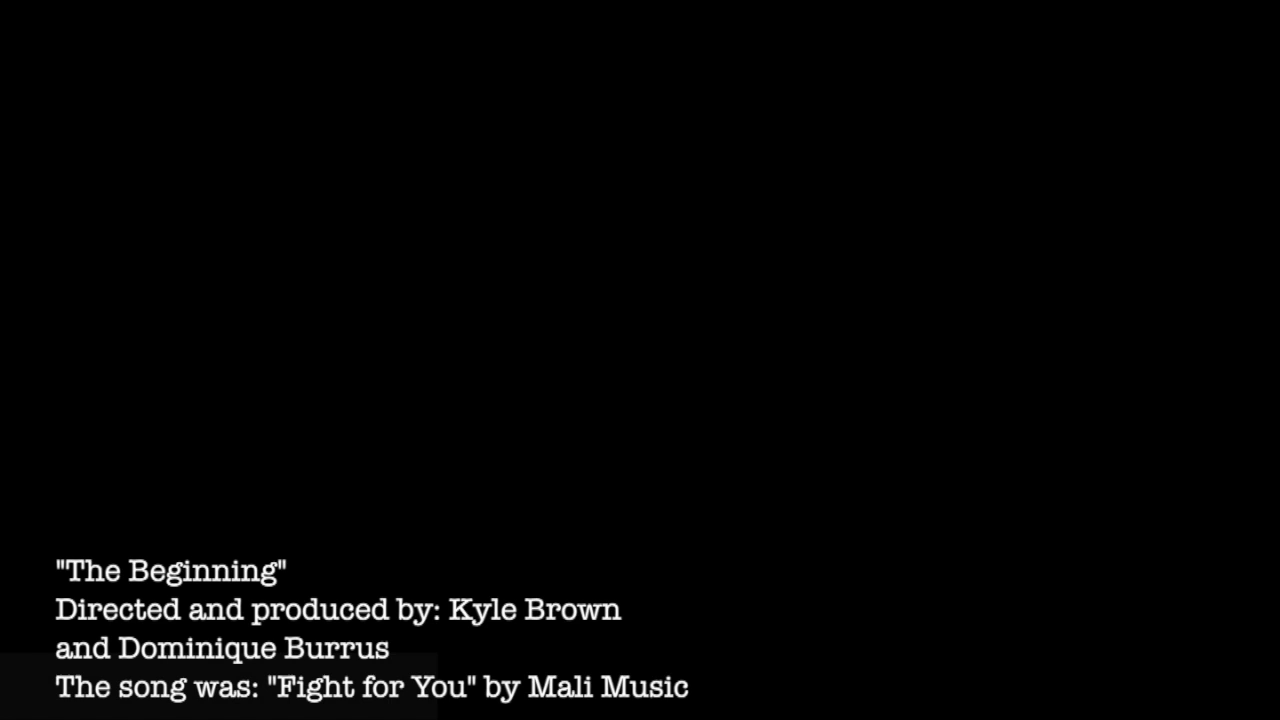 "The Beginning"
Directed and produced by: Kyle Brown
and Dominique Burrus
The song was: "Fight for You" by Mali Music